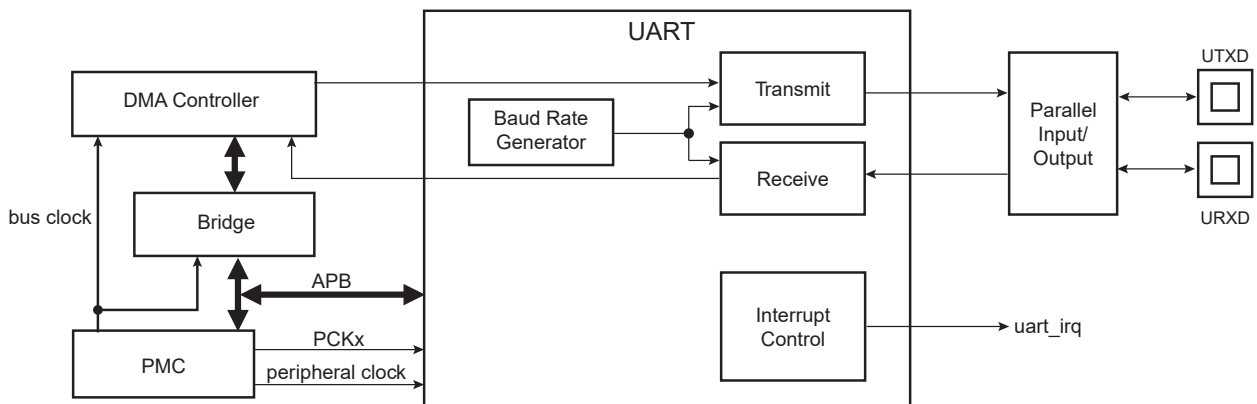 UART
DMA Controller
Baud Rate
Generator
Transmit
Parallel
Input/
Output
UTXD
Receive
bus clock
Bridge
URXD
APB
Interrupt
Control
uart_irq
PMC
PCKx
peripheral clock